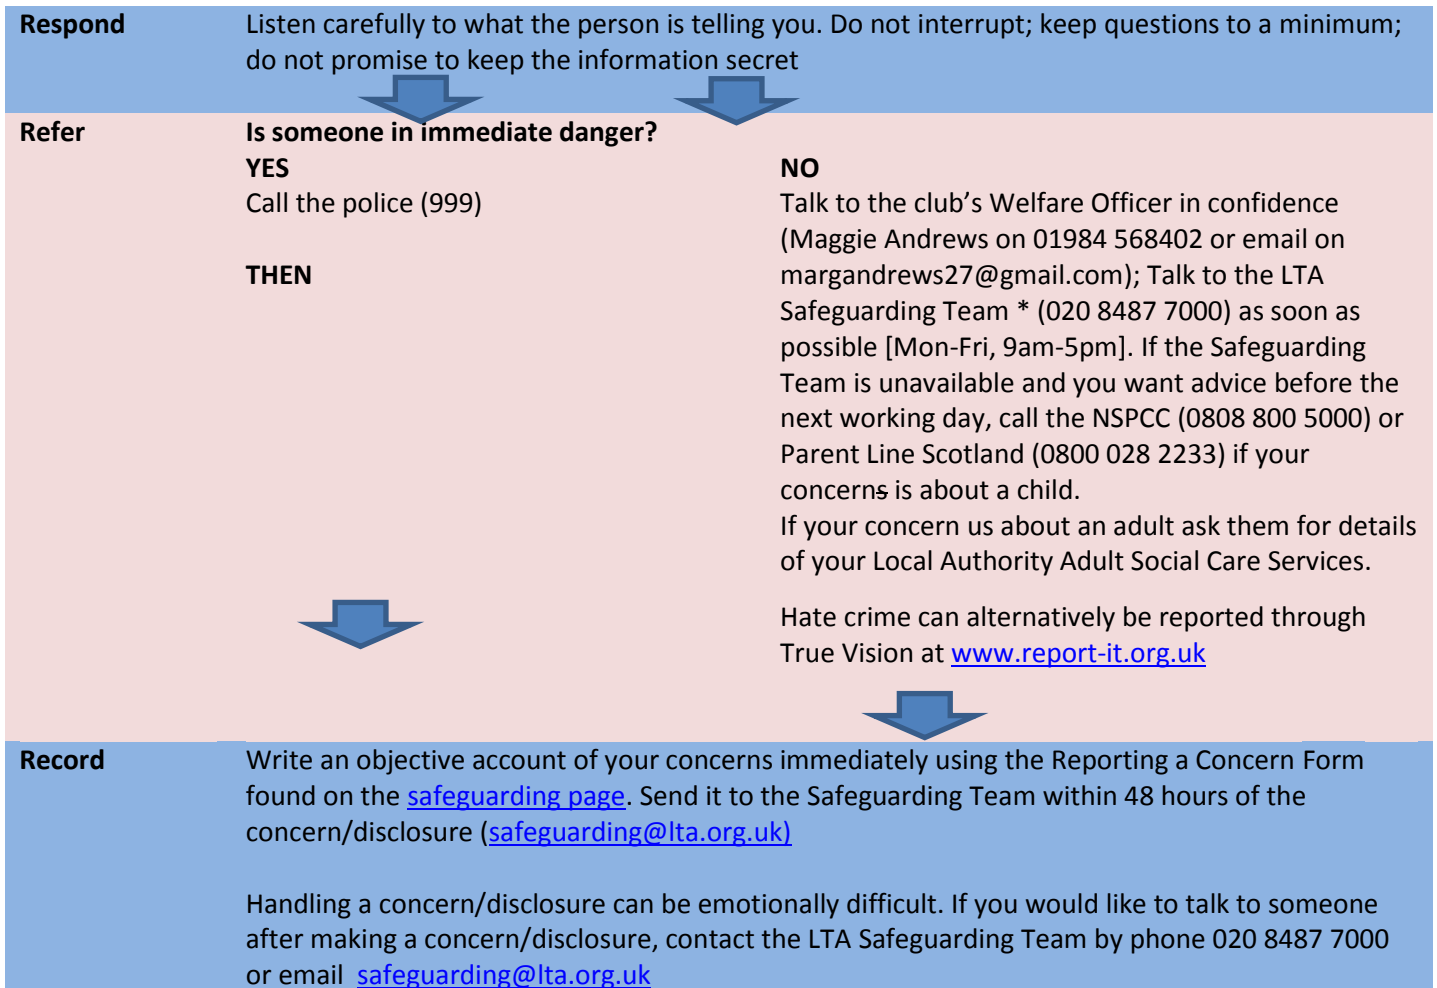 Respond
Listen carefully to what the person is telling you. Do not interrupt; keep questions to a minimum;
do not promise to keep the information secret
Refer
Is someone in immediate danger?
YES
Call the police (999)
THEN
NO
Talk to the club’s Welfare Officer in confidence
(Maggie Andrews on 01984 568402 or email on
margandrews27@gmail.com); Talk to the LTA
Safeguarding Team * (020 8487 7000) as soon as
possible [Mon-Fri, 9am-5pm]. If the Safeguarding
Team is unavailable and you want advice before the
next working day, call the NSPCC (0808 800 5000) or
Parent Line Scotland (0800 028 2233) if your
concerns is about a child.
If your concern us about an adult ask them for details
of your Local Authority Adult Social Care Services.
Hate crime can alternatively be reported through
True Vision at www.report-it.org.uk
Record
Write an objective account of your concerns immediately using the Reporting a Concern Form
found on the safeguarding page. Send it to the Safeguarding Team within 48 hours of the
concern/disclosure (safeguarding@lta.org.uk)
Handling a concern/disclosure can be emotionally difficult. If you would like to talk to someone
after making a concern/disclosure, contact the LTA Safeguarding Team by phone 020 8487 7000
or email safeguarding@lta.org.uk